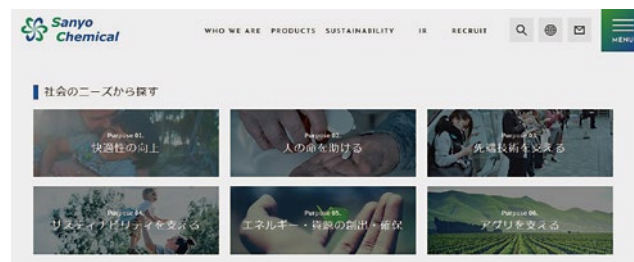 Sanyo
Chemical
WHO WE ARE PRODUCTS SUSTAINABILITY IR RECRUIT
MENU
社会のニーズから探す
Purpose 01.
快適性の向上
Purpose 02.
人の命を助ける
Purpose 03.
先端技術を支える
Purpose 04.
サスティナビリティを支える
Purpose 05.
エネルギー・資源の創出・確保
Purpose 06.
アグリを支える